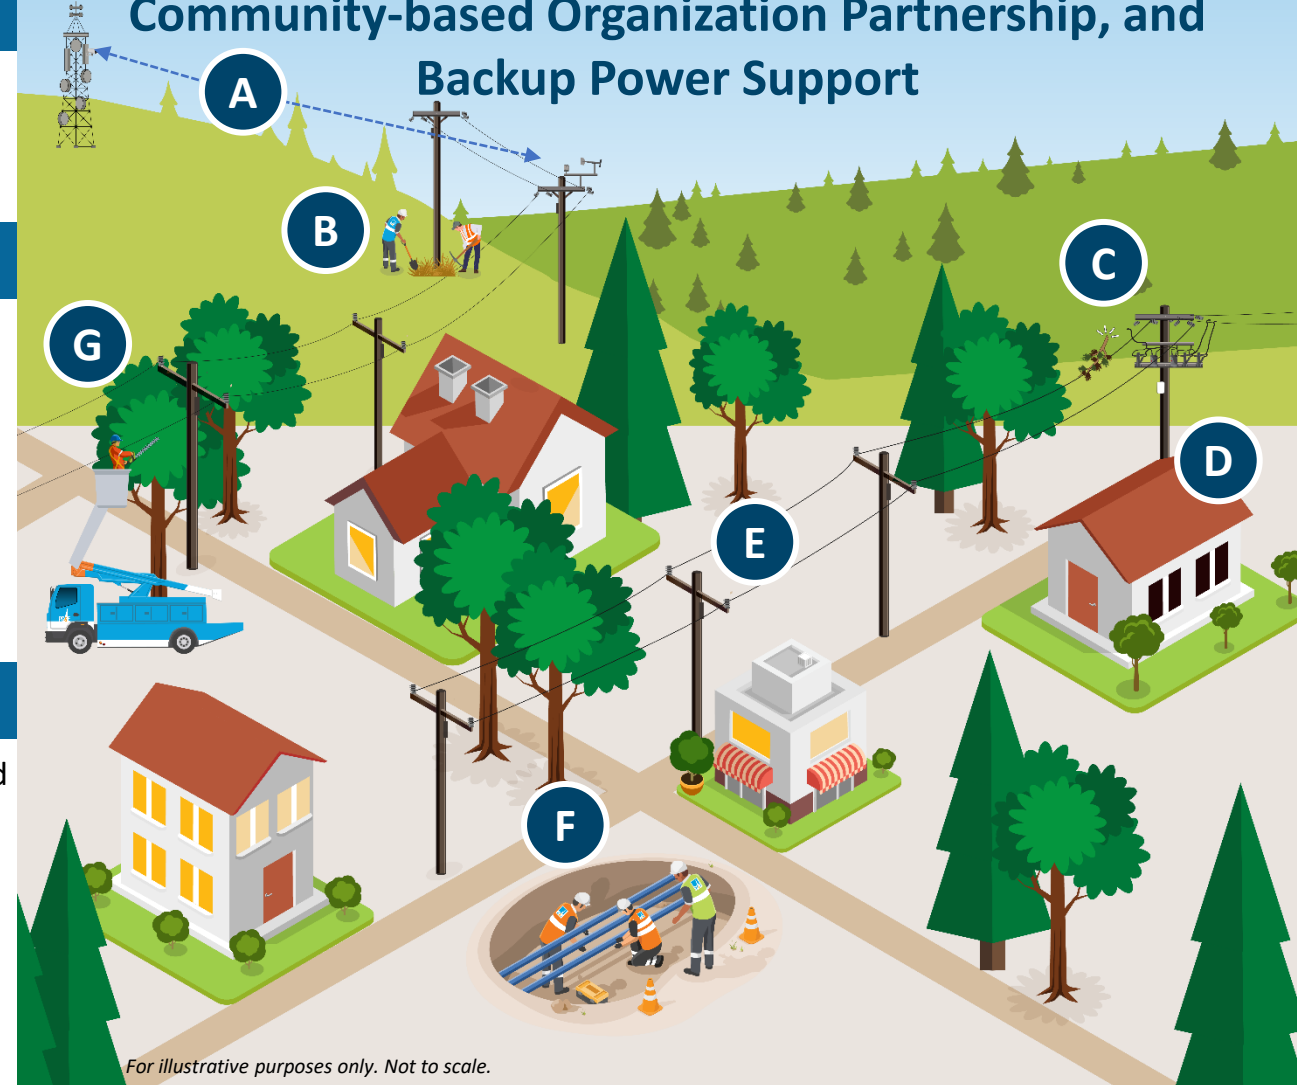 Community-based Organization Partnership, and
Backup Power Support
A
B
C
G
D
E
d
F
For illustrative purposes only. Not to scale.